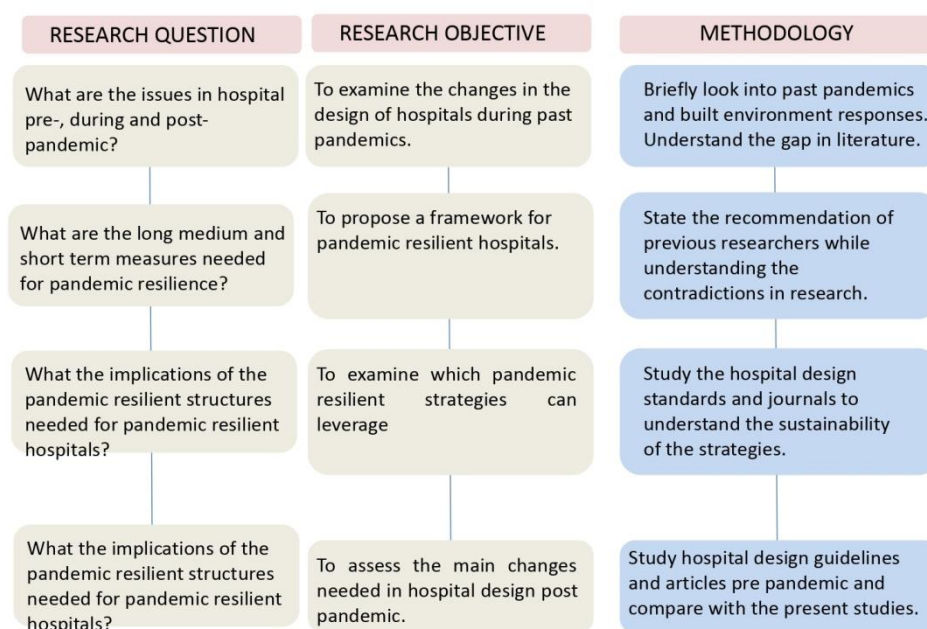 RESEARCH QUESTION
What are the issues in hospital
pre-, during and post-
pandemic?
What are the long medium and
short term measures needed
for pandemic resilience?
What the implications of the
pandemic resilient structures
needed for pandemic resilient
hospitals?
What the implications of the
pandemic resilient structures
needed for pandemic resilient
hospitals?
RESEARCH OBJECTIVE
To examine the changes in the
design of hospitals during past
pandemics.
To propose a framework for
pandemic resilient hospitals.
To examine which pandemic
resilient strategies can
leverage
To assess the main changes
needed in hospital design post
pandemic.
METHODOLOGY
Briefly look into past pandemics
and built environment responses.
Understand the gap in literature.
State the recommendation of
previous researchers while
understanding the
contradictions in research.
Study the hospital design
standards and journals to
understand the sustainability
of the strategies.
Study hospital design guidelines
and articles pre pandemic and
compare with the present studies.